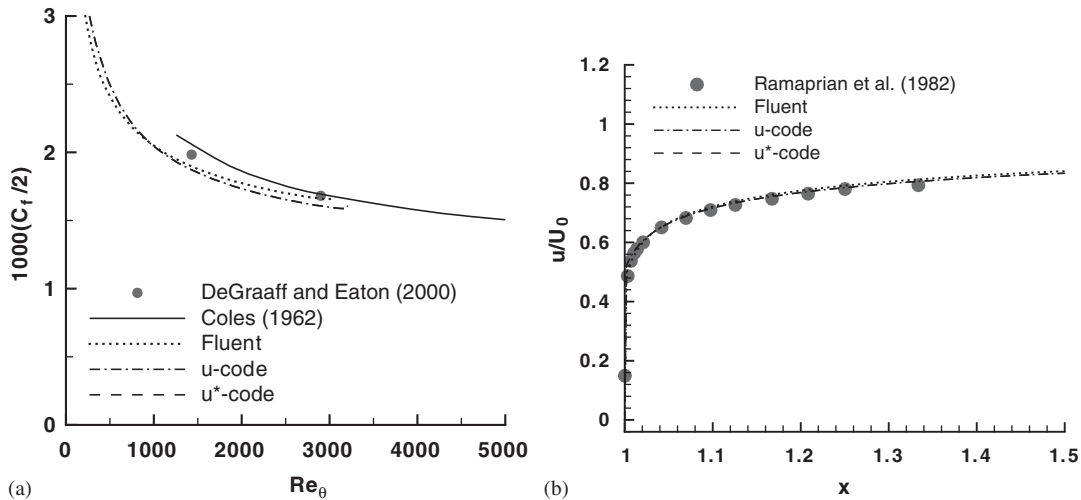 3
2
1
0
1000(C_f /2)
DeGraaff and Eaton (2000)
Coles (1962)
Fluent
u-code
u*-code
0 1000 2000 3000 4000 5000
Re_θ
(a)
1.2
1
0.8
0.6
0.4
0.2
0
u/U_0
Ramaprian et al. (1982)
Fluent
u-code
u*-code
1 1.1 1.2 1.3 1.4 1.5
x
(b)